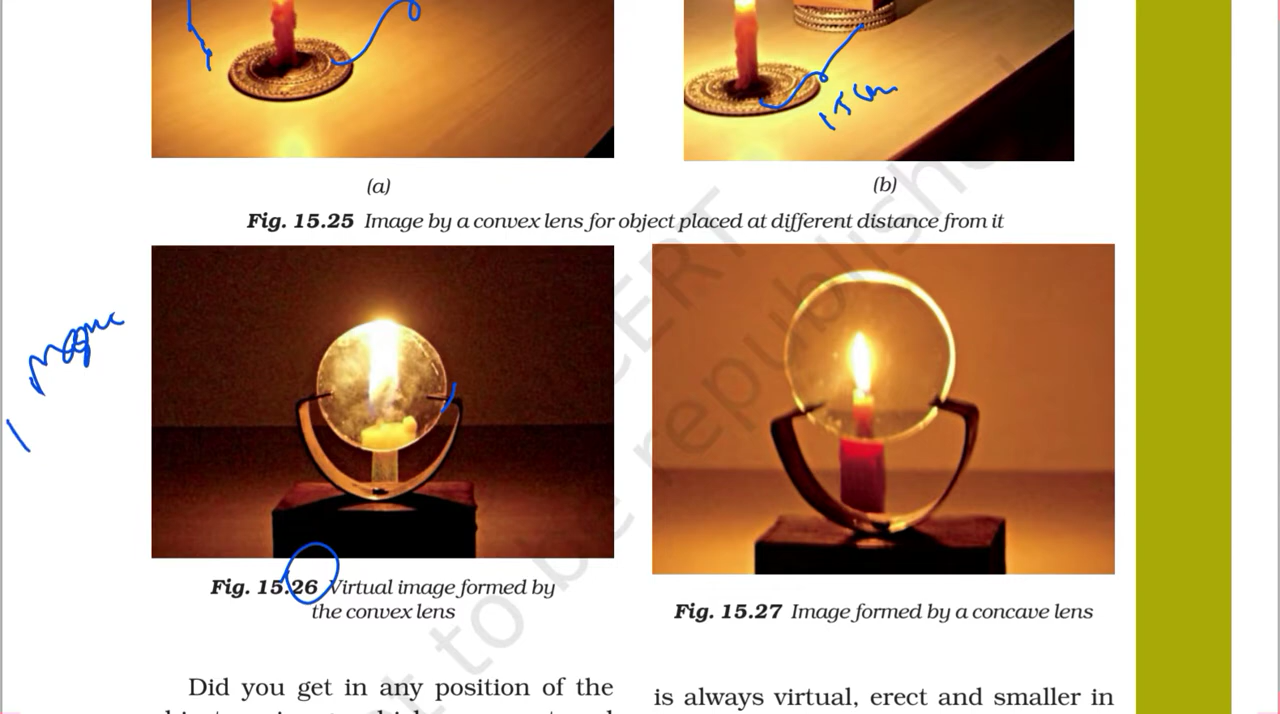 15 cm
(a)
(b)
Fig. 15.25 Image by a convex lens for object placed at different distance from it
Fig. 15.26 Virtual image formed by
the convex lens
Fig. 15.27 Image formed by a concave lens
Did you get in any position of the
is always virtual, erect and smaller in